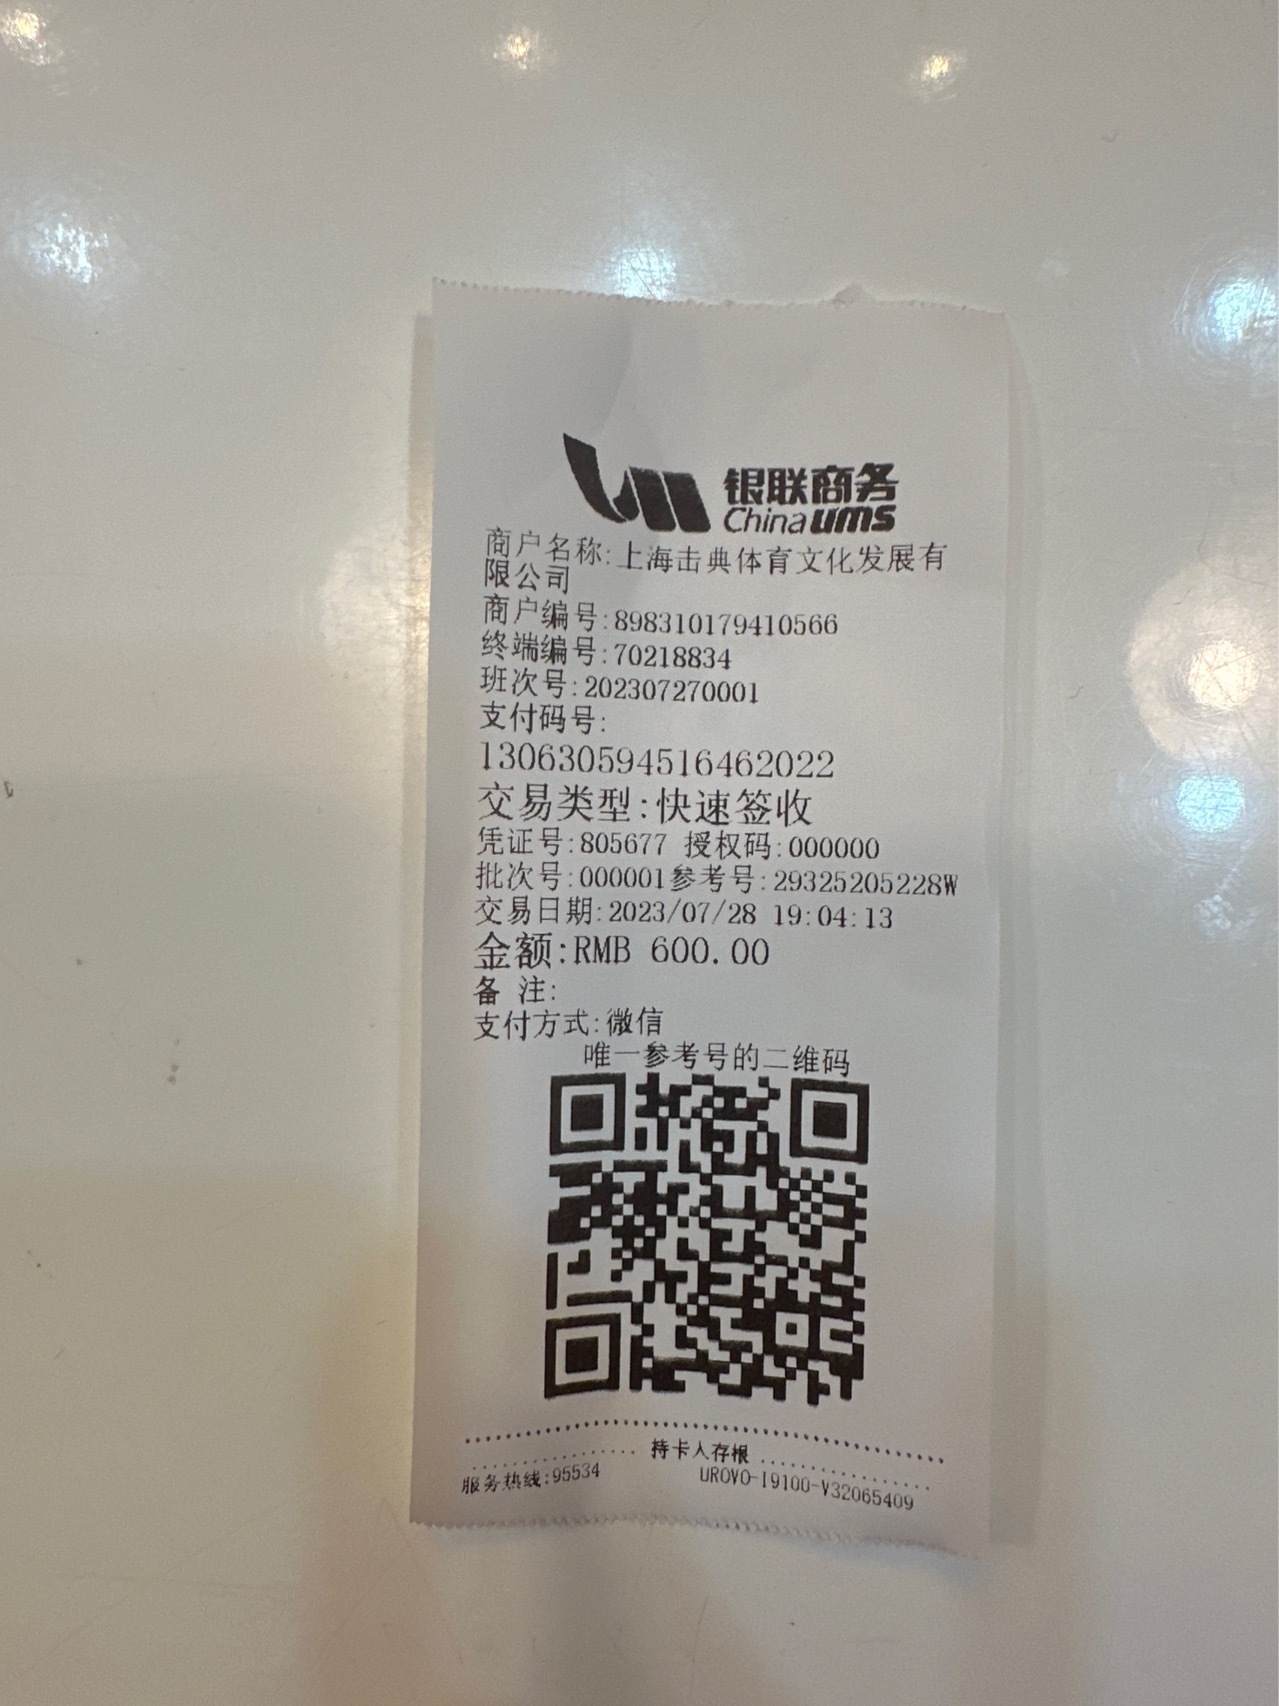 银联商务
China ums
商户名称:上海击典体育文化发展有
限公司
商户编号:898310179410566
终端编号:70218834
班次号:202307270001
支付码号:
130630594516462022
交易类型:快速签收
凭证号:805677 授权码:000000
批次号:000001参考号:29325205228W
交易日期:2023/07/28 19:04:13
金额:RMB 600.00
备 注:
支付方式:微信
唯一参考号的二维码
持卡人存根
服务热线:95534 UROVO-I9100-V32065409